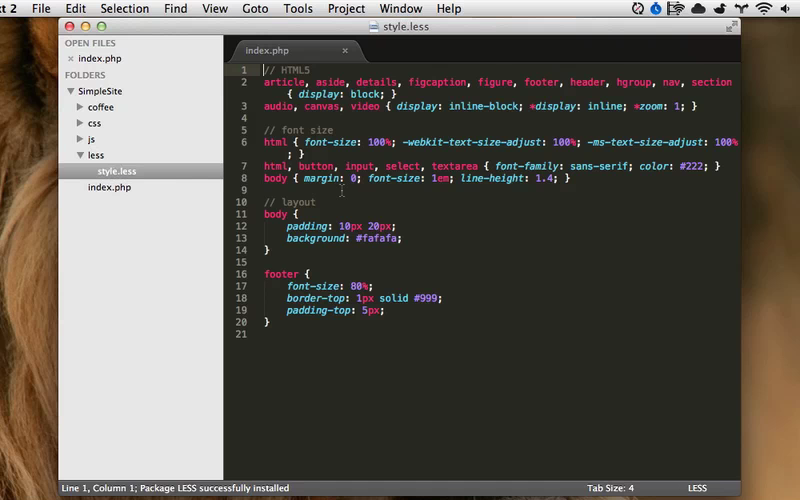 xt 2 File Edit Selection Find View Goto Tools Project Window Help
style.less
OPEN FILES
× index.php
FOLDERS
SimpleSite
coffee
css
js
less
style.less
index.php
index.php ×
1 // HTML5
2 article, aside, details, figcaption, figure, footer, header, hgroup, nav, section
{ display: block; }
3 audio, canvas, video { display: inline-block; *display: inline; *zoom: 1; }
4
5 // font size
6 html { font-size: 100%; -webkit-text-size-adjust: 100%; -ms-text-size-adjust: 100%
; }
7 html, button, input, select, textarea { font-family: sans-serif; color: #222; }
8 body { margin: 0; font-size: 1em; line-height: 1.4; }
9
10 // layout
11 body {
12 padding: 10px 20px;
13 background: #fafafa;
14 }
15
16 footer {
17 font-size: 80%;
18 border-top: 1px solid #999;
19 padding-top: 5px;
20 }
21
Line 1, Column 1; Package LESS successfully installed Tab Size: 4 LESS